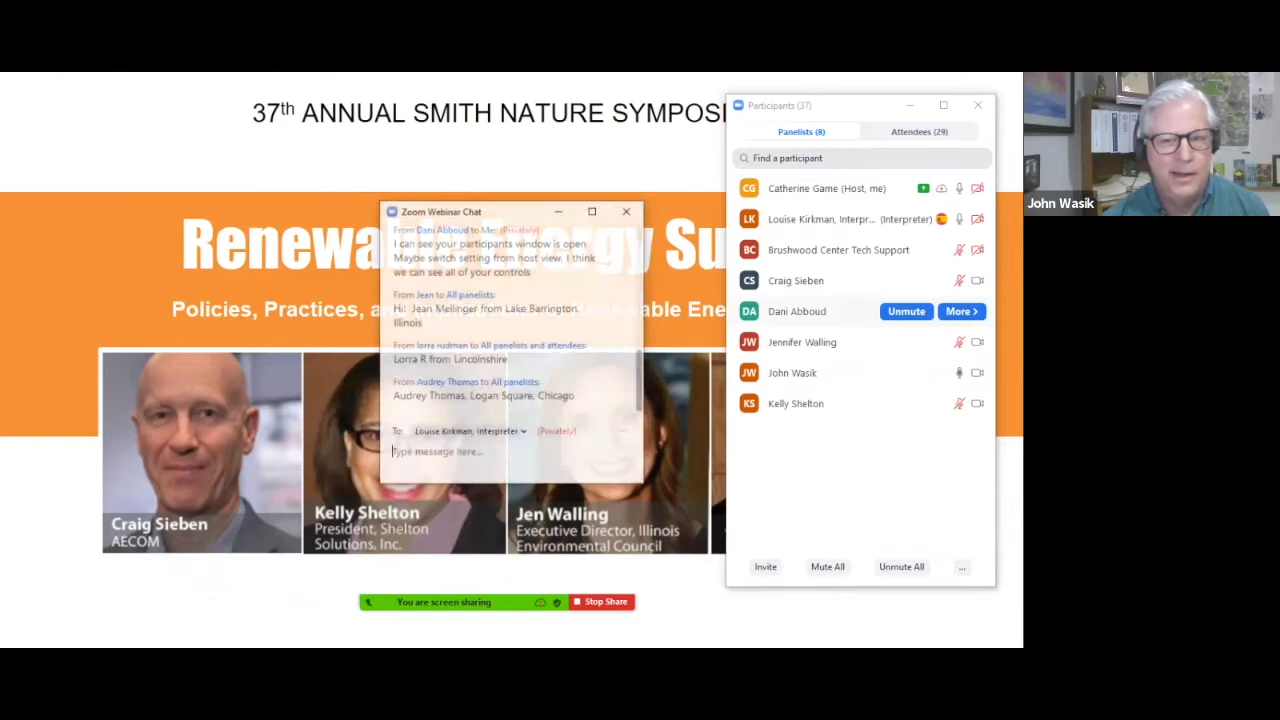 37th ANNUAL SMITH NATURE SYMPOSI
Renewa
gy Su
Policies, Practices, a
Renewable Ene
Craig Sieben
AECOM
Kelly Shelton
President, Shelton
Solutions, Inc.
Jen Walling
Executive Director, Illinois
Environmental Council
Zoom Webinar Chat
From Dani Abboud to Me: (Privately)
I can see your participants window is open
Maybe switch setting from host view. I think
we can see all of your controls
From Jean to All panelists:
Hi! Jean Meilinger from Lake Barrington,
Illinois
From lorra rudman to All panelists and attendees:
Lorra R from Lincolnshire
From Audrey Thomas to All panelists:
Audrey Thomas, Logan Square, Chicago
To: Louise Kirkman, Interpreter (Privately) ...
Type message here...
You are screen sharing
Stop Share
Participants (37)
Panelists (8)
Attendees (29)
Find a participant
CG Catherine Game (Host, me)
LK Louise Kirkman, Interpr... (Interpreter)
BC Brushwood Center Tech Support
CS Craig Sieben
DA Dani Abboud Unmute More >
JW Jennifer Walling
JW John Wasik
KS Kelly Shelton
Invite Mute All Unmute All ...
John Wasik